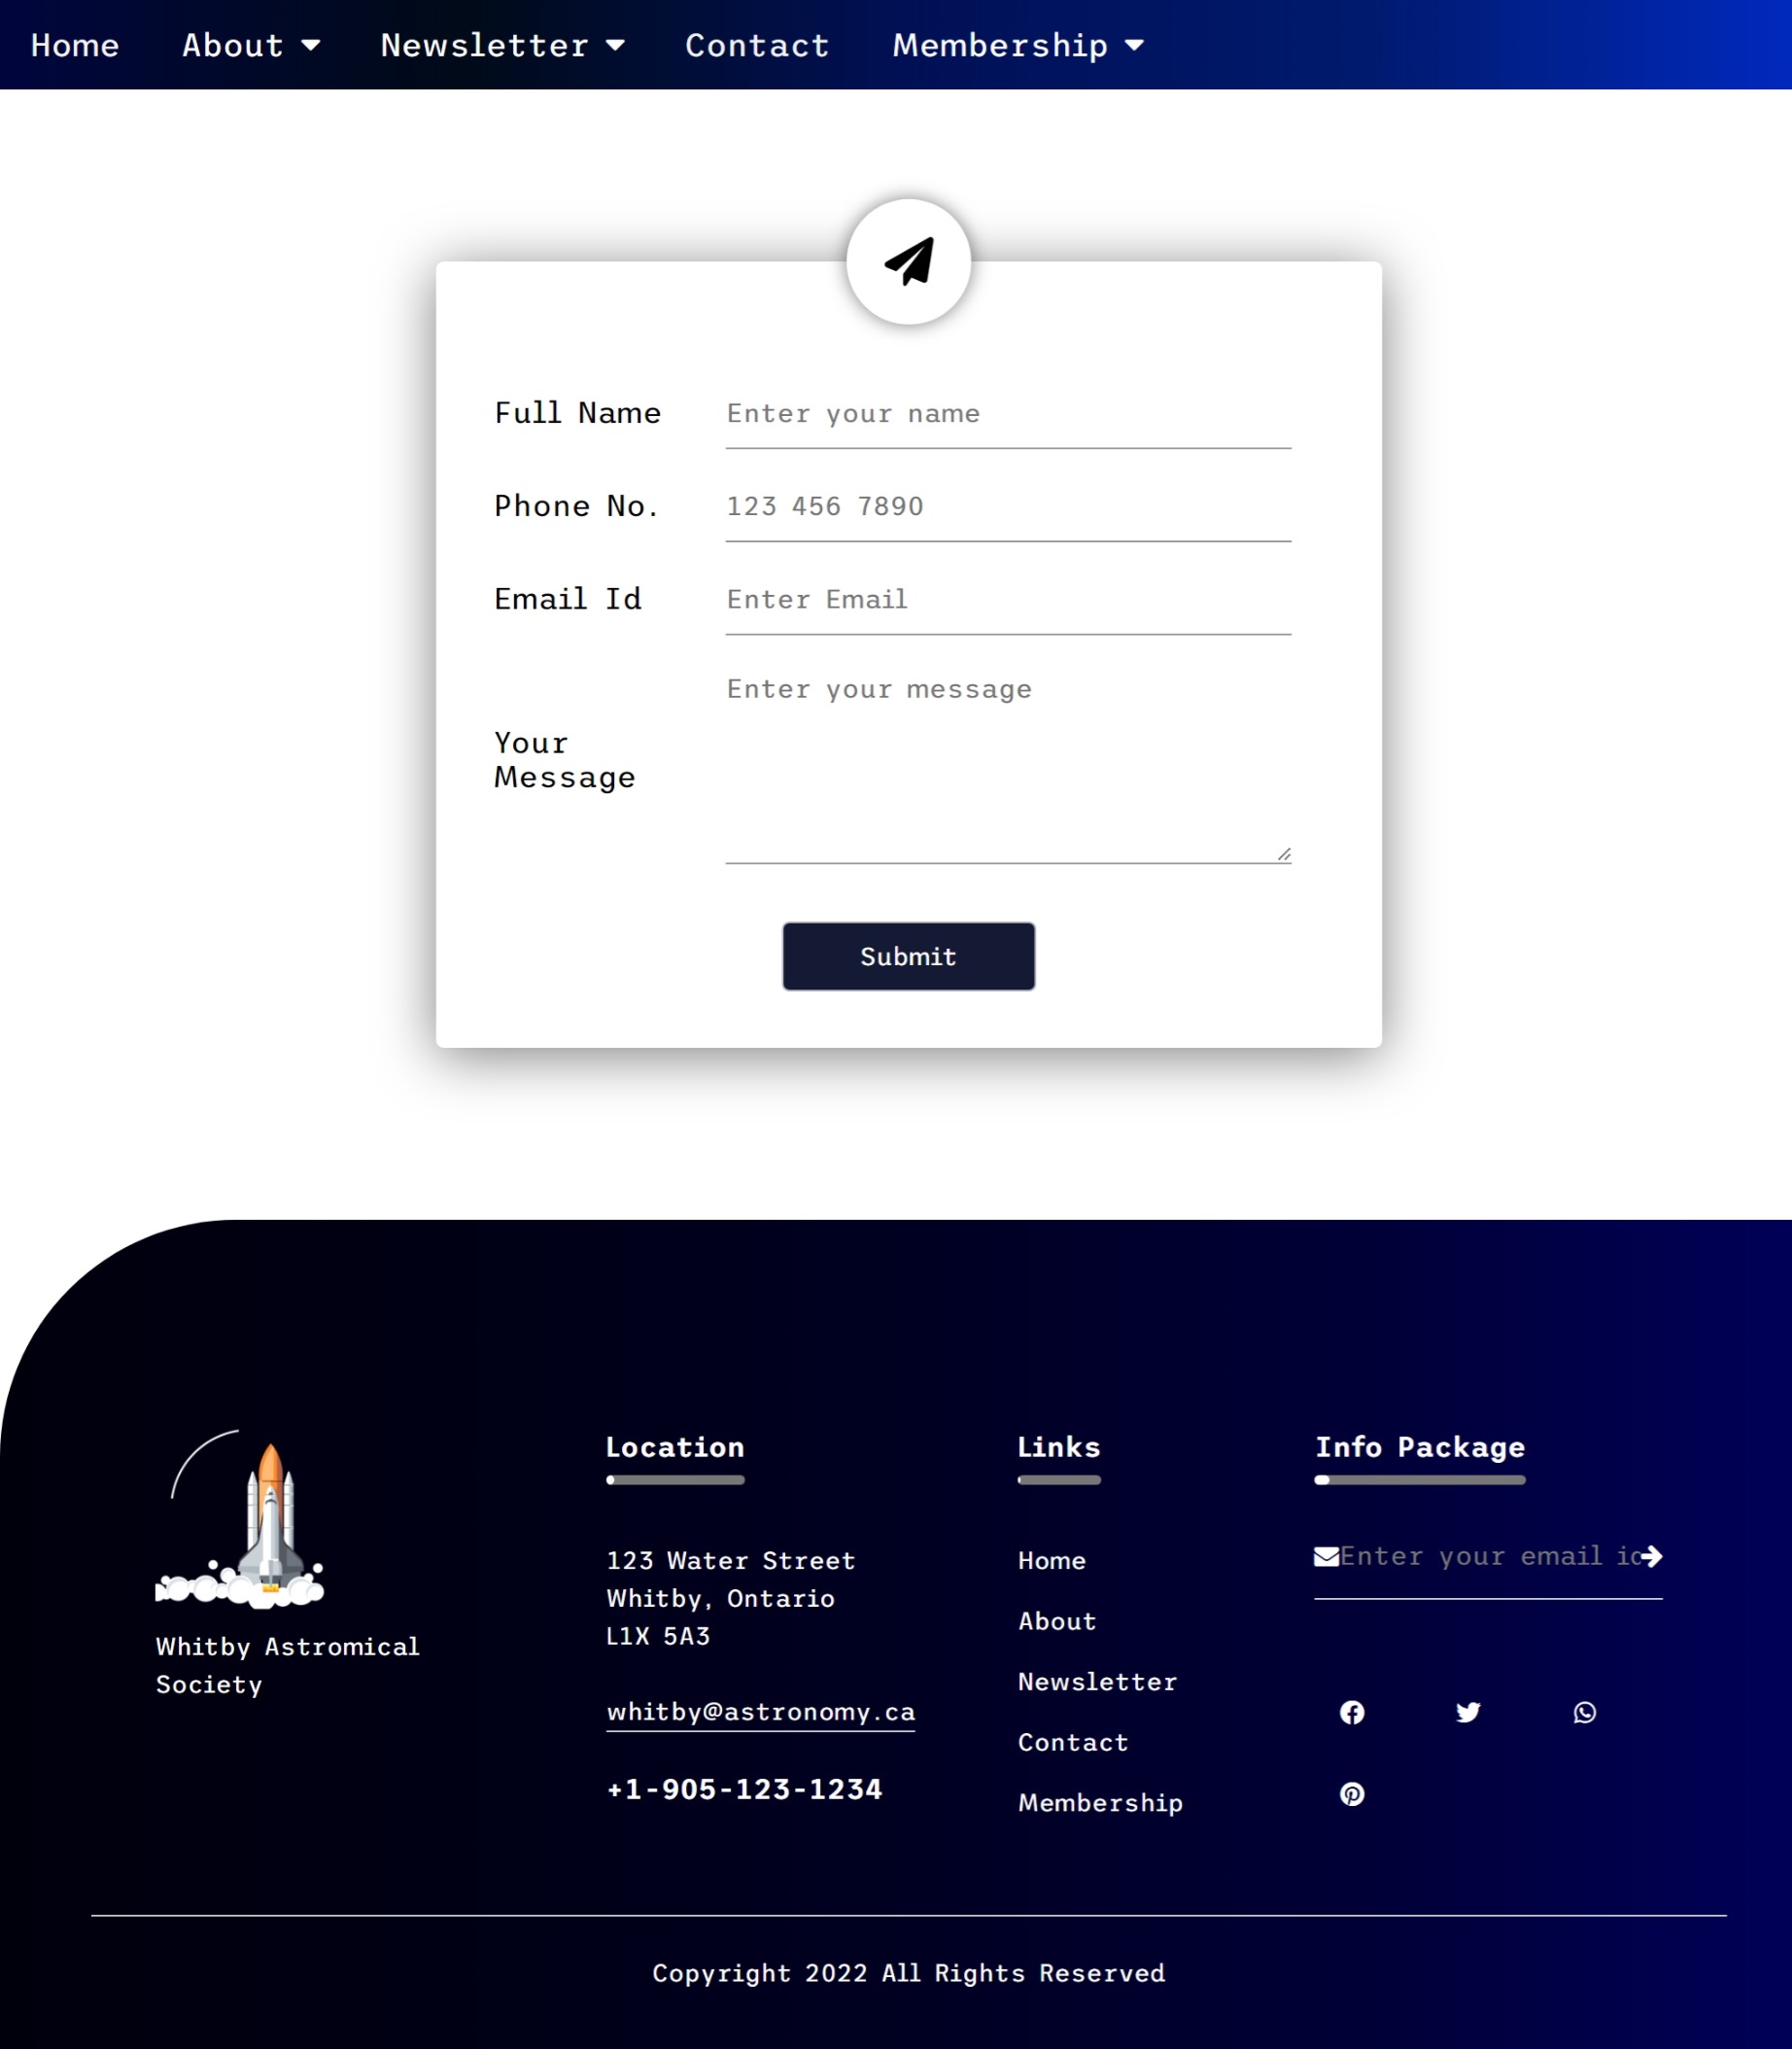 Home About Newsletter Contact Membership
Full Name Enter your name
Phone No. 123 456 7890
Email Id Enter Email
Enter your message
Your
Message
Submit
Location
Links
Info Package
Whitby Astromical
Society
123 Water Street
Whitby, Ontario
L1X 5A3
whitby@astronomy.ca
+1-905-123-1234
Home
About
Newsletter
Contact
Membership
Enter your email
Copyright 2022 All Rights Reserved